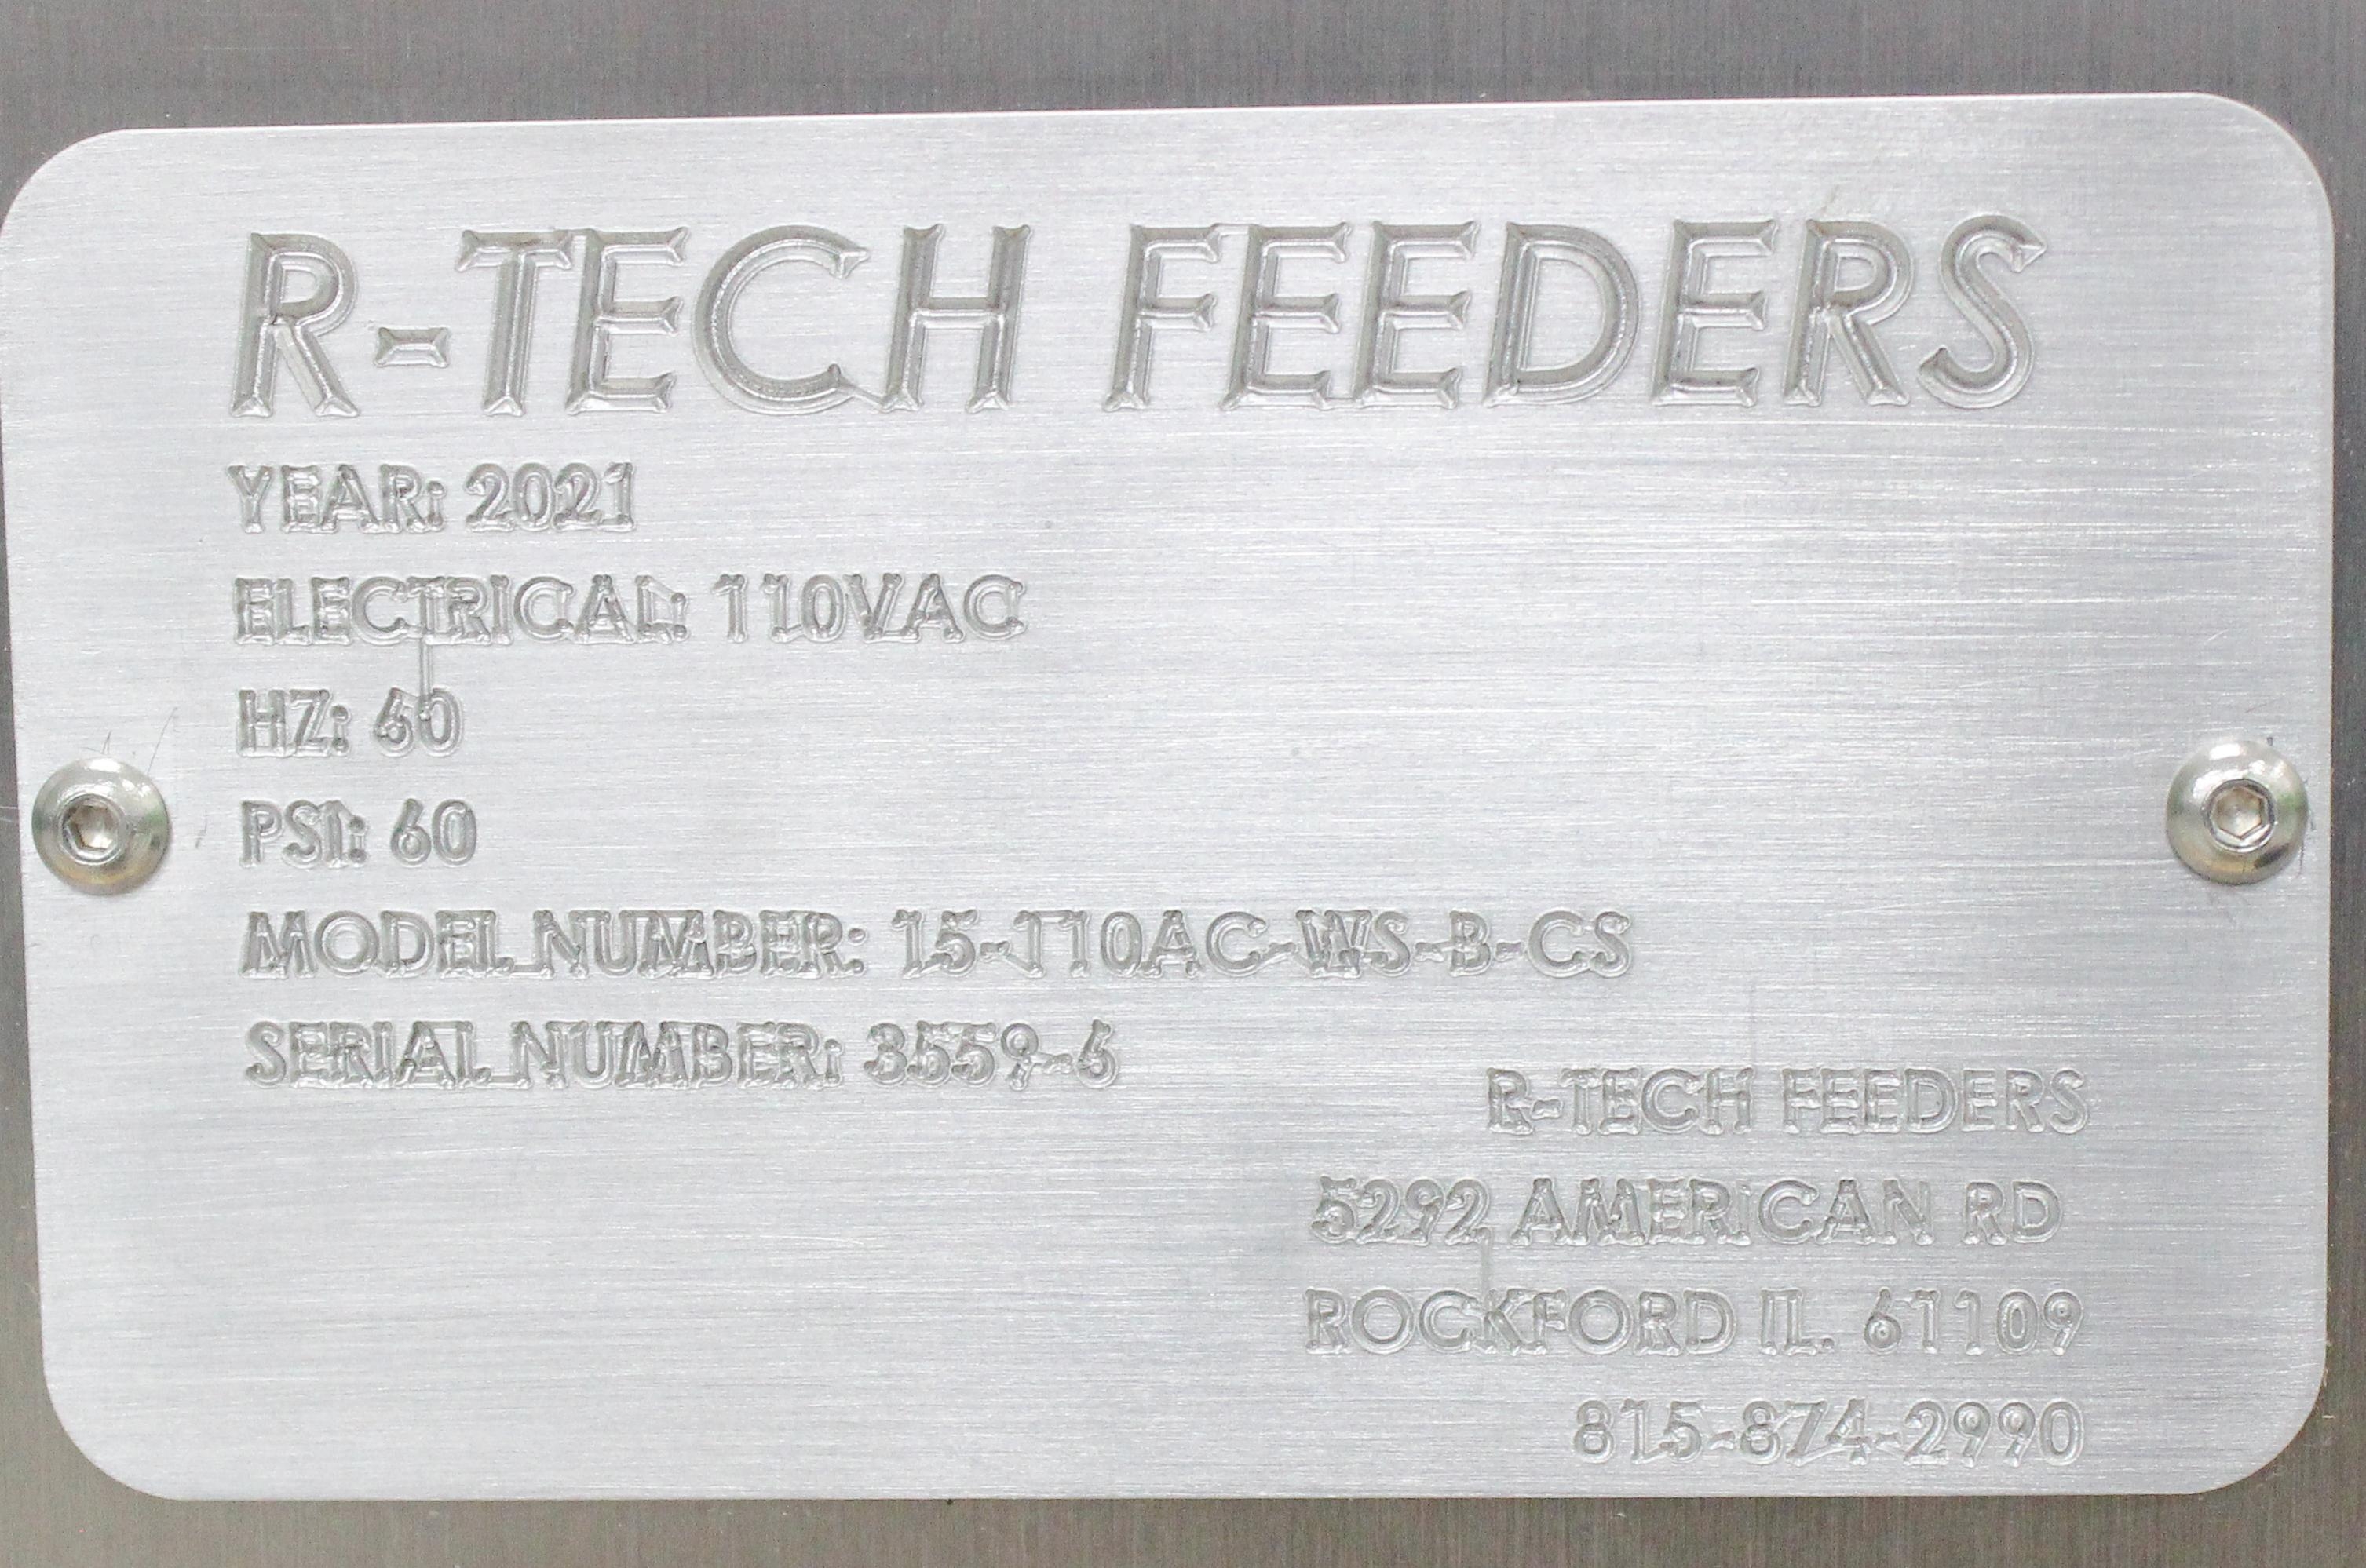 R-TECH FEEDERS
YEAR: 2021
ELECTRICAL: 110VAC
HZ: 60
PSI: 60
MODEL NUMBER: 15-110AC-WS-B-CS
SERIAL NUMBER: 3559-6
R-TECH FEEDERS
5292 AMERICAN RD
ROCKFORD IL. 61109
815-874-2990